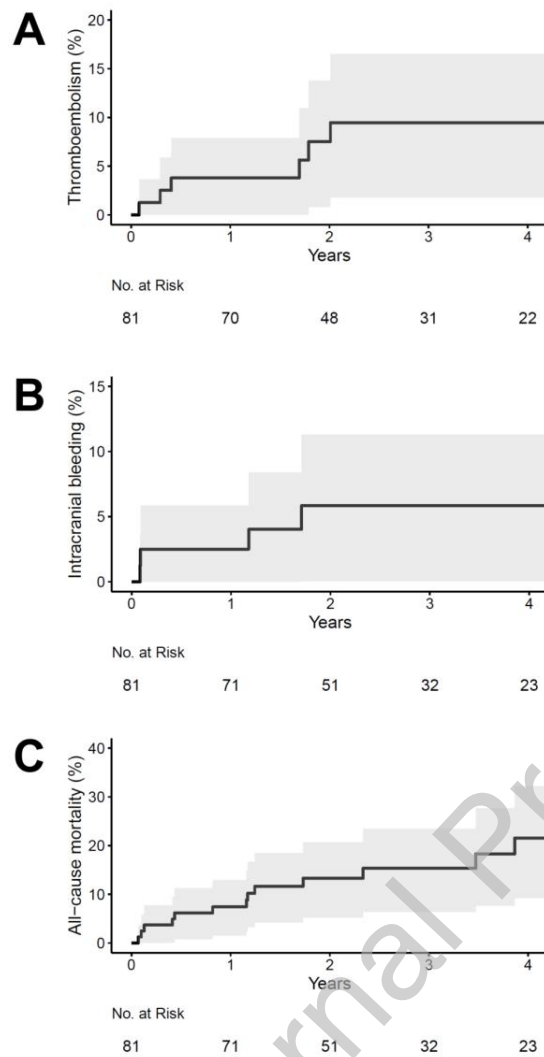 A
Thromboembolism (%)
20
15
10
5
0
0 1 2 3 4
Years
No. at Risk
81 70 48 31 22
B
Intracranial bleeding (%)
15
10
5
0
0 1 2 3 4
Years
No. at Risk
81 71 51 32 23
C
All-cause mortality (%)
40
30
20
10
0
0 1 2 3 4
Years
No. at Risk
81 71 51 32 23
rnal Pr